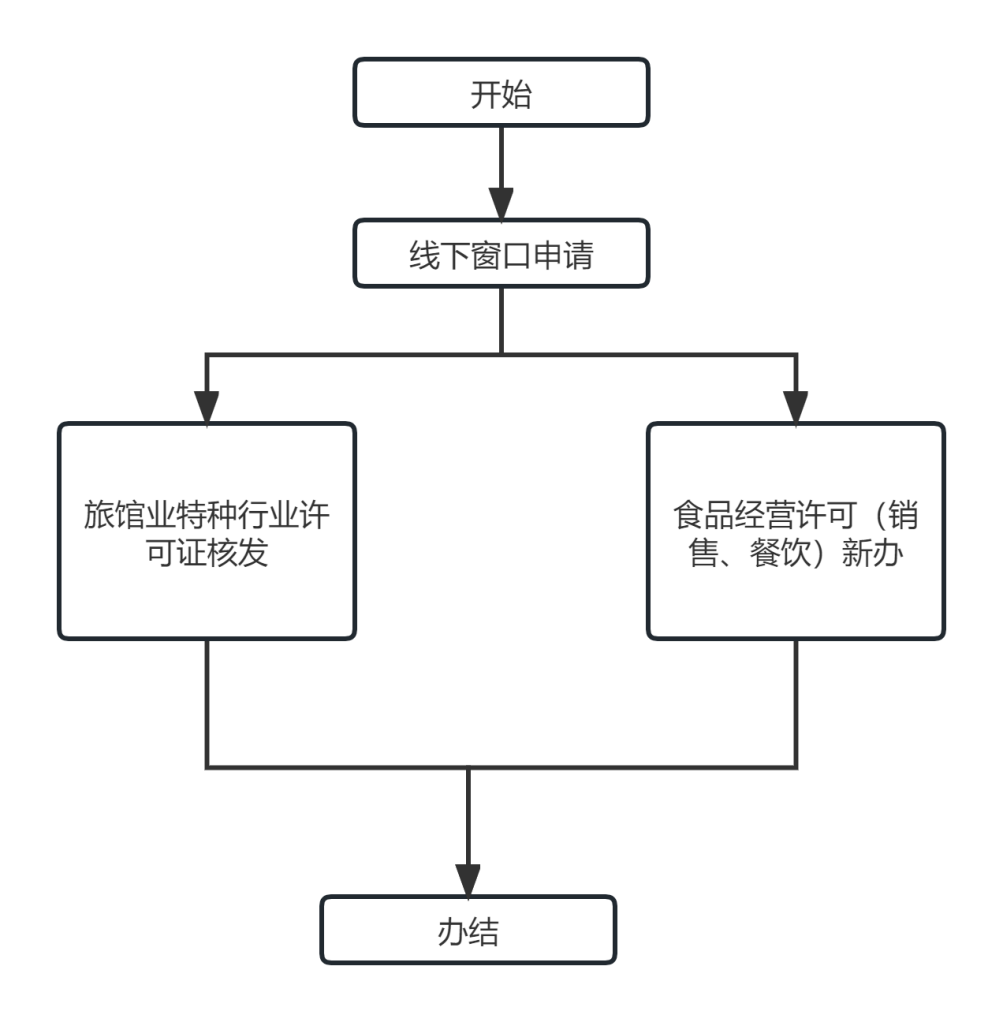 开始
线下窗口申请
旅馆业特种行业许
可证核发
食品经营许可（销
售、餐饮）新办
办结